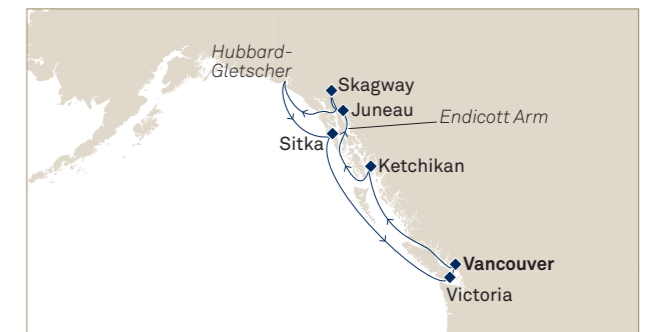 Hubbard-
Gletscher
Skagway
Juneau
Endicott Arm
Sitka
Ketchikan
Vancouver
Victoria